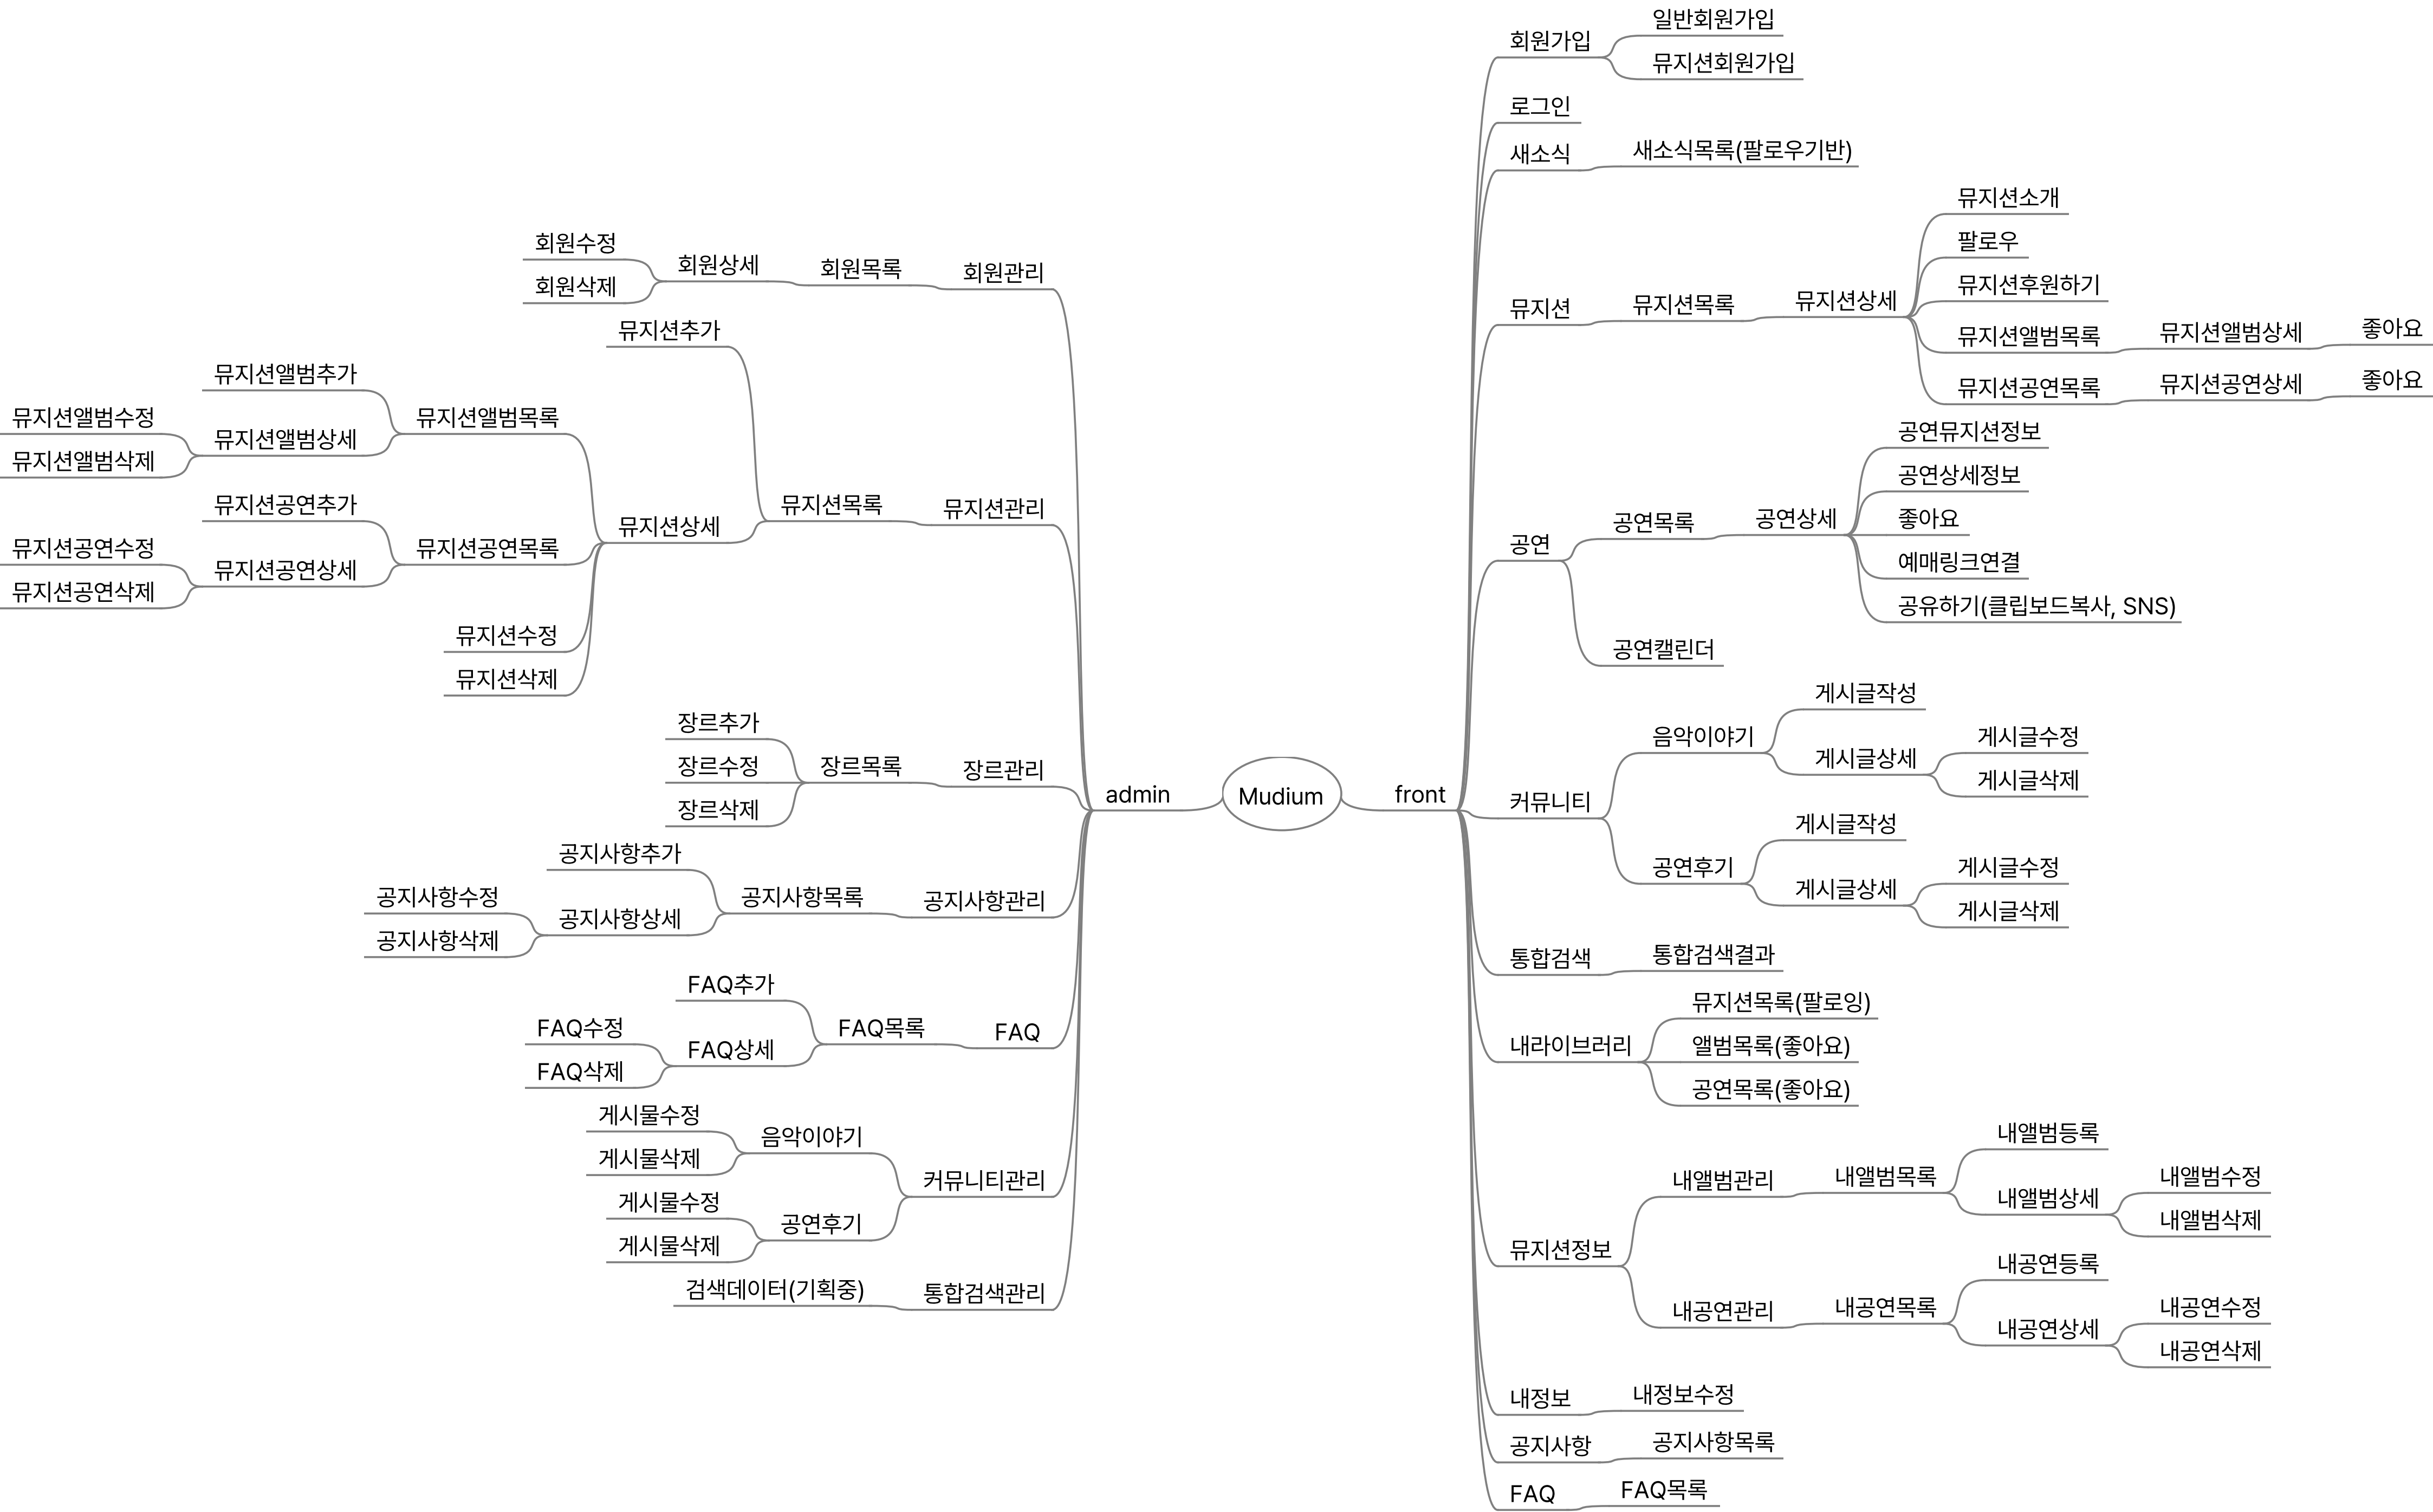 Mudium
front
회원가입
일반회원가입
뮤지션회원가입
로그인
새소식
새소식목록(팔로우기반)
뮤지션
뮤지션목록
뮤지션상세
뮤지션소개
팔로우
뮤지션후원하기
뮤지션앨범목록
뮤지션앨범상세
좋아요
뮤지션공연목록
뮤지션공연상세
좋아요
공연
공연목록
공연상세
공연뮤지션정보
공연상세정보
좋아요
예매링크연결
공유하기(클립보드복사, SNS)
공연캘린더
커뮤니티
음악이야기
게시글작성
게시글상세
게시글수정
게시글삭제
공연후기
게시글작성
게시글상세
게시글수정
게시글삭제
통합검색
통합검색결과
내라이브러리
뮤지션목록(팔로잉)
앨범목록(좋아요)
공연목록(좋아요)
뮤지션정보
내앨범관리
내앨범목록
내앨범등록
내앨범상세
내앨범수정
내앨범삭제
내공연관리
내공연목록
내공연등록
내공연상세
내공연수정
내공연삭제
내정보
내정보수정
공지사항
공지사항목록
FAQ
FAQ목록
admin
회원관리
회원목록
회원상세
회원수정
회원삭제
뮤지션관리
뮤지션목록
뮤지션추가
뮤지션상세
뮤지션앨범목록
뮤지션앨범추가
뮤지션앨범상세
뮤지션앨범수정
뮤지션앨범삭제
뮤지션공연목록
뮤지션공연추가
뮤지션공연상세
뮤지션공연수정
뮤지션공연삭제
뮤지션수정
뮤지션삭제
장르관리
장르목록
장르추가
장르수정
장르삭제
공지사항관리
공지사항목록
공지사항추가
공지사항상세
공지사항수정
공지사항삭제
FAQ
FAQ목록
FAQ추가
FAQ상세
FAQ수정
FAQ삭제
커뮤니티관리
음악이야기
게시물수정
게시물삭제
공연후기
게시물수정
게시물삭제
통합검색관리
검색데이터(기획중)